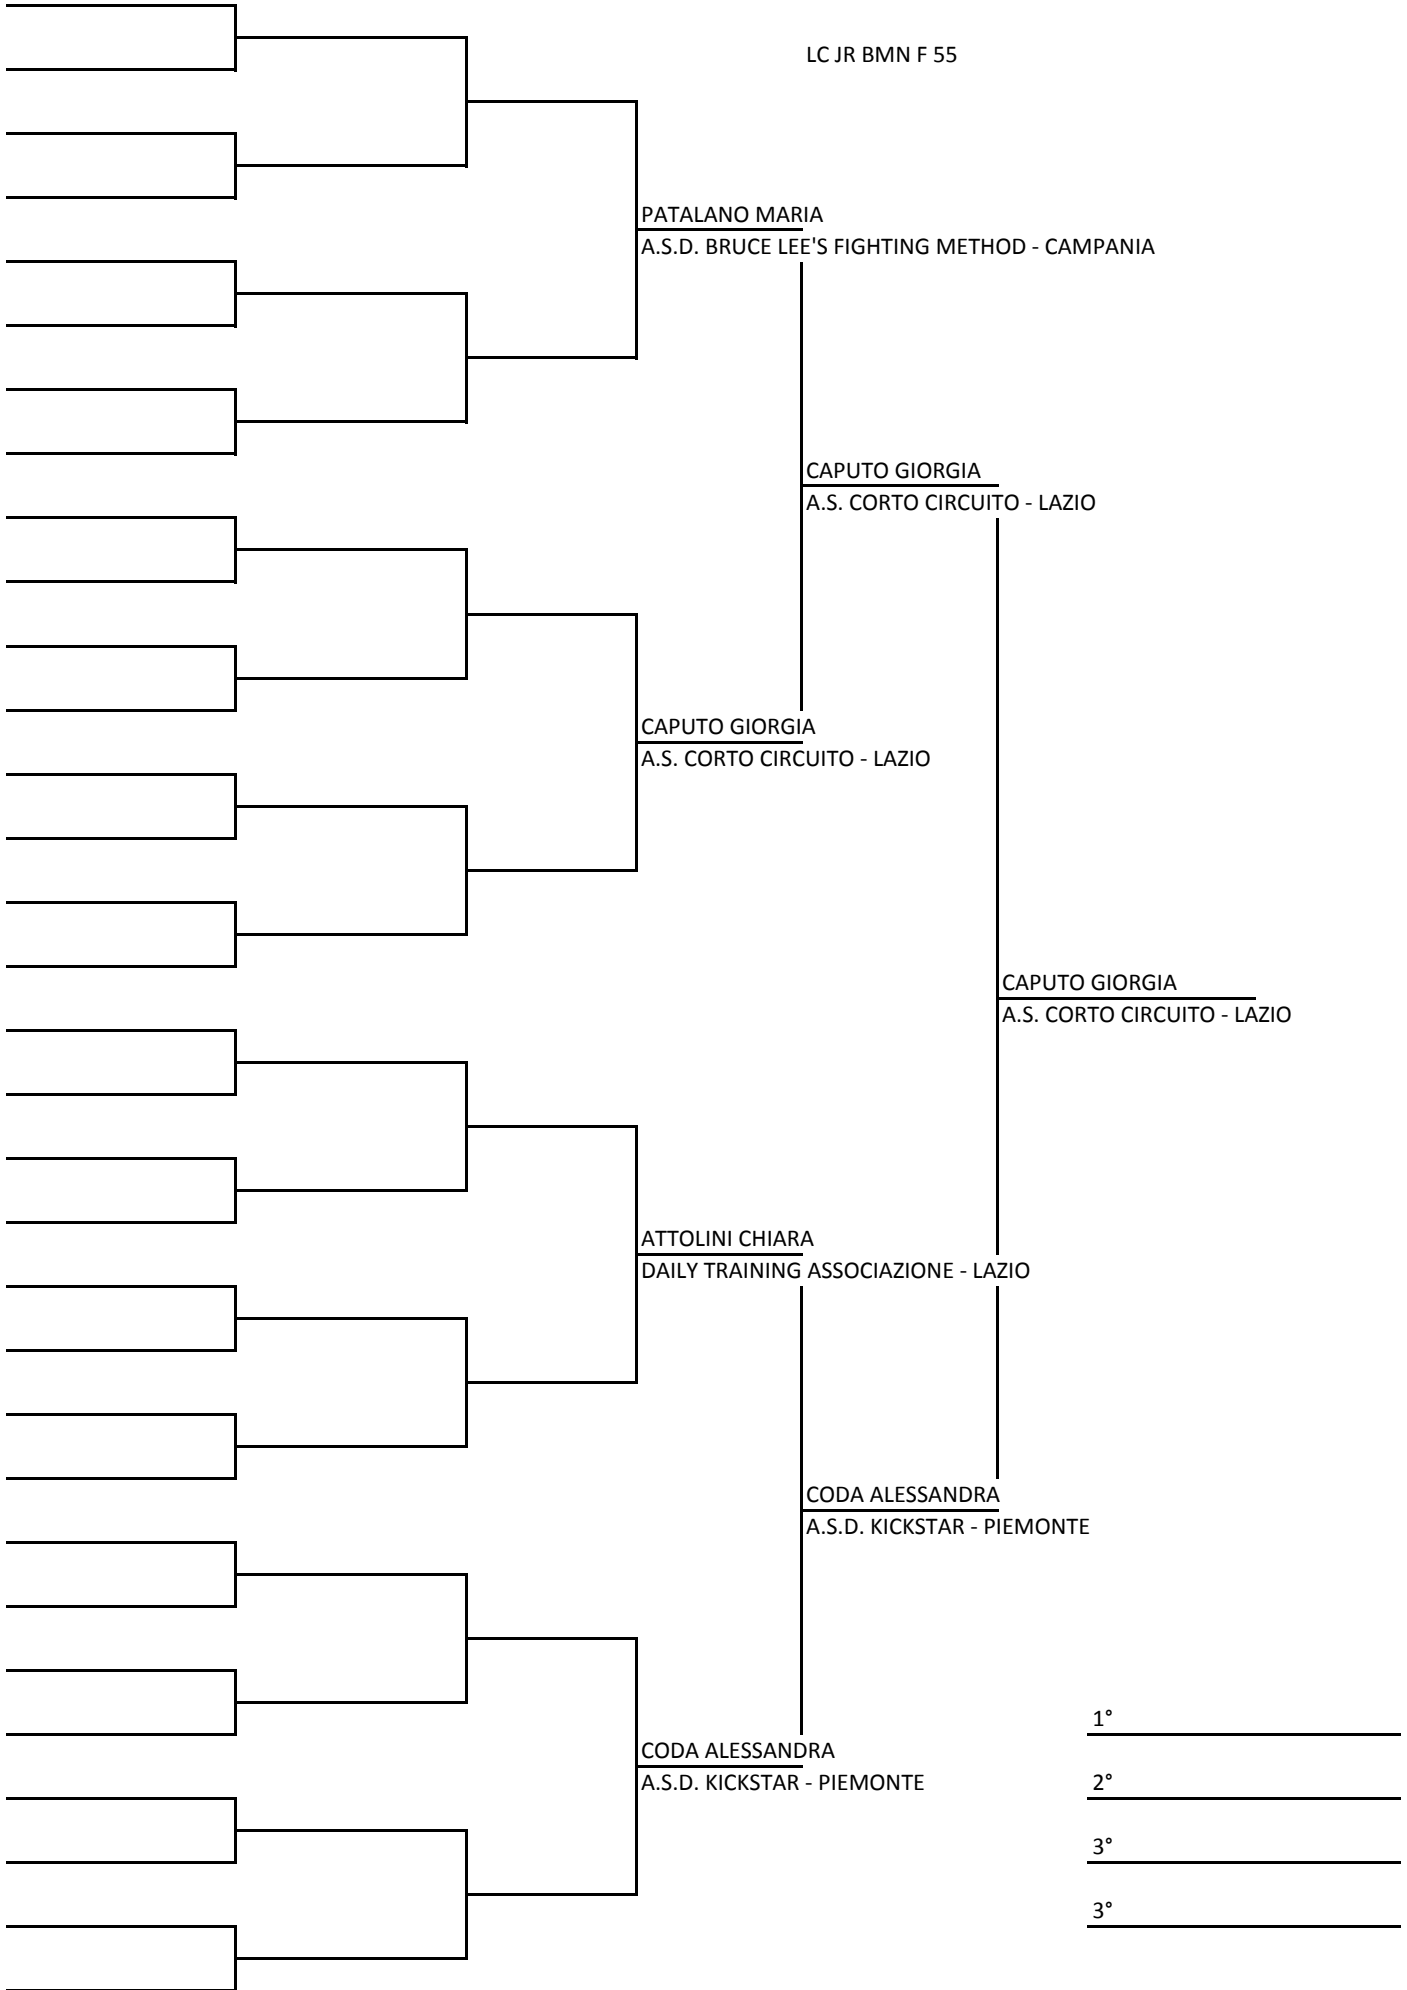 LC JR BMN F 55
PATALANO MARIA
A.S.D. BRUCE LEE'S FIGHTING METHOD - CAMPANIA
CAPUTO GIORGIA
A.S. CORTO CIRCUITO - LAZIO
CAPUTO GIORGIA
A.S. CORTO CIRCUITO - LAZIO
CAPUTO GIORGIA
A.S. CORTO CIRCUITO - LAZIO
ATTOLINI CHIARA
DAILY TRAINING ASSOCIAZIONE - LAZIO
CODA ALESSANDRA
A.S.D. KICKSTAR - PIEMONTE
1°
CODA ALESSANDRA
A.S.D. KICKSTAR - PIEMONTE
2°
3°
3°